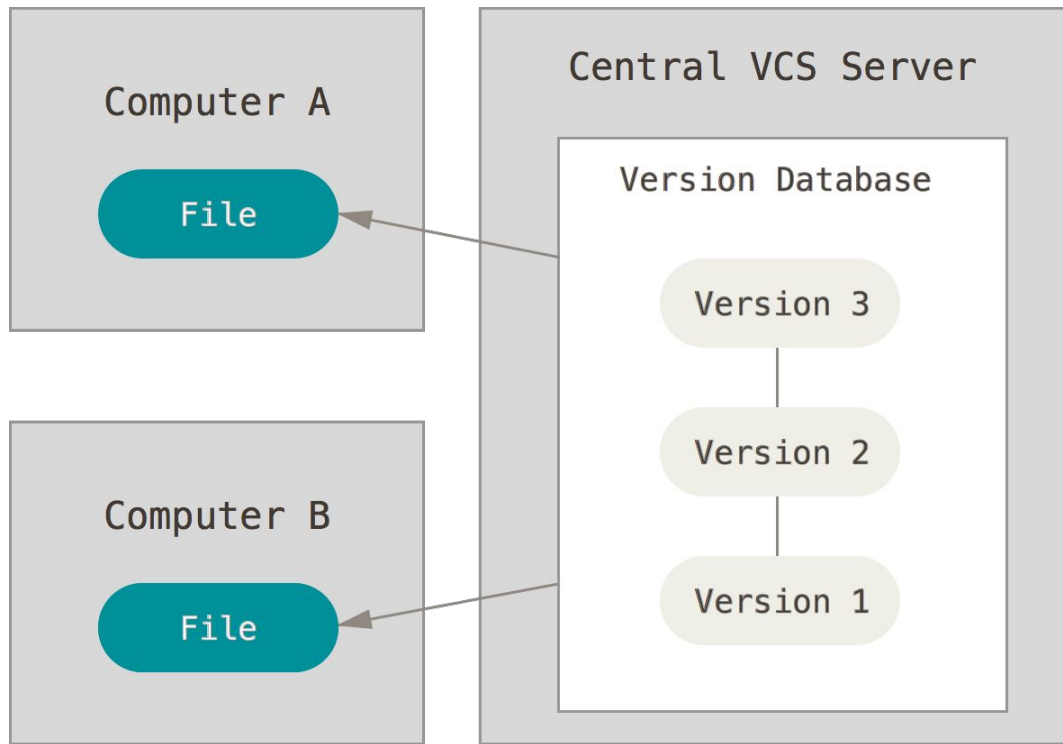 Computer A
File
Computer B
File
Central VCS Server
Version Database
Version 3
Version 2
Version 1